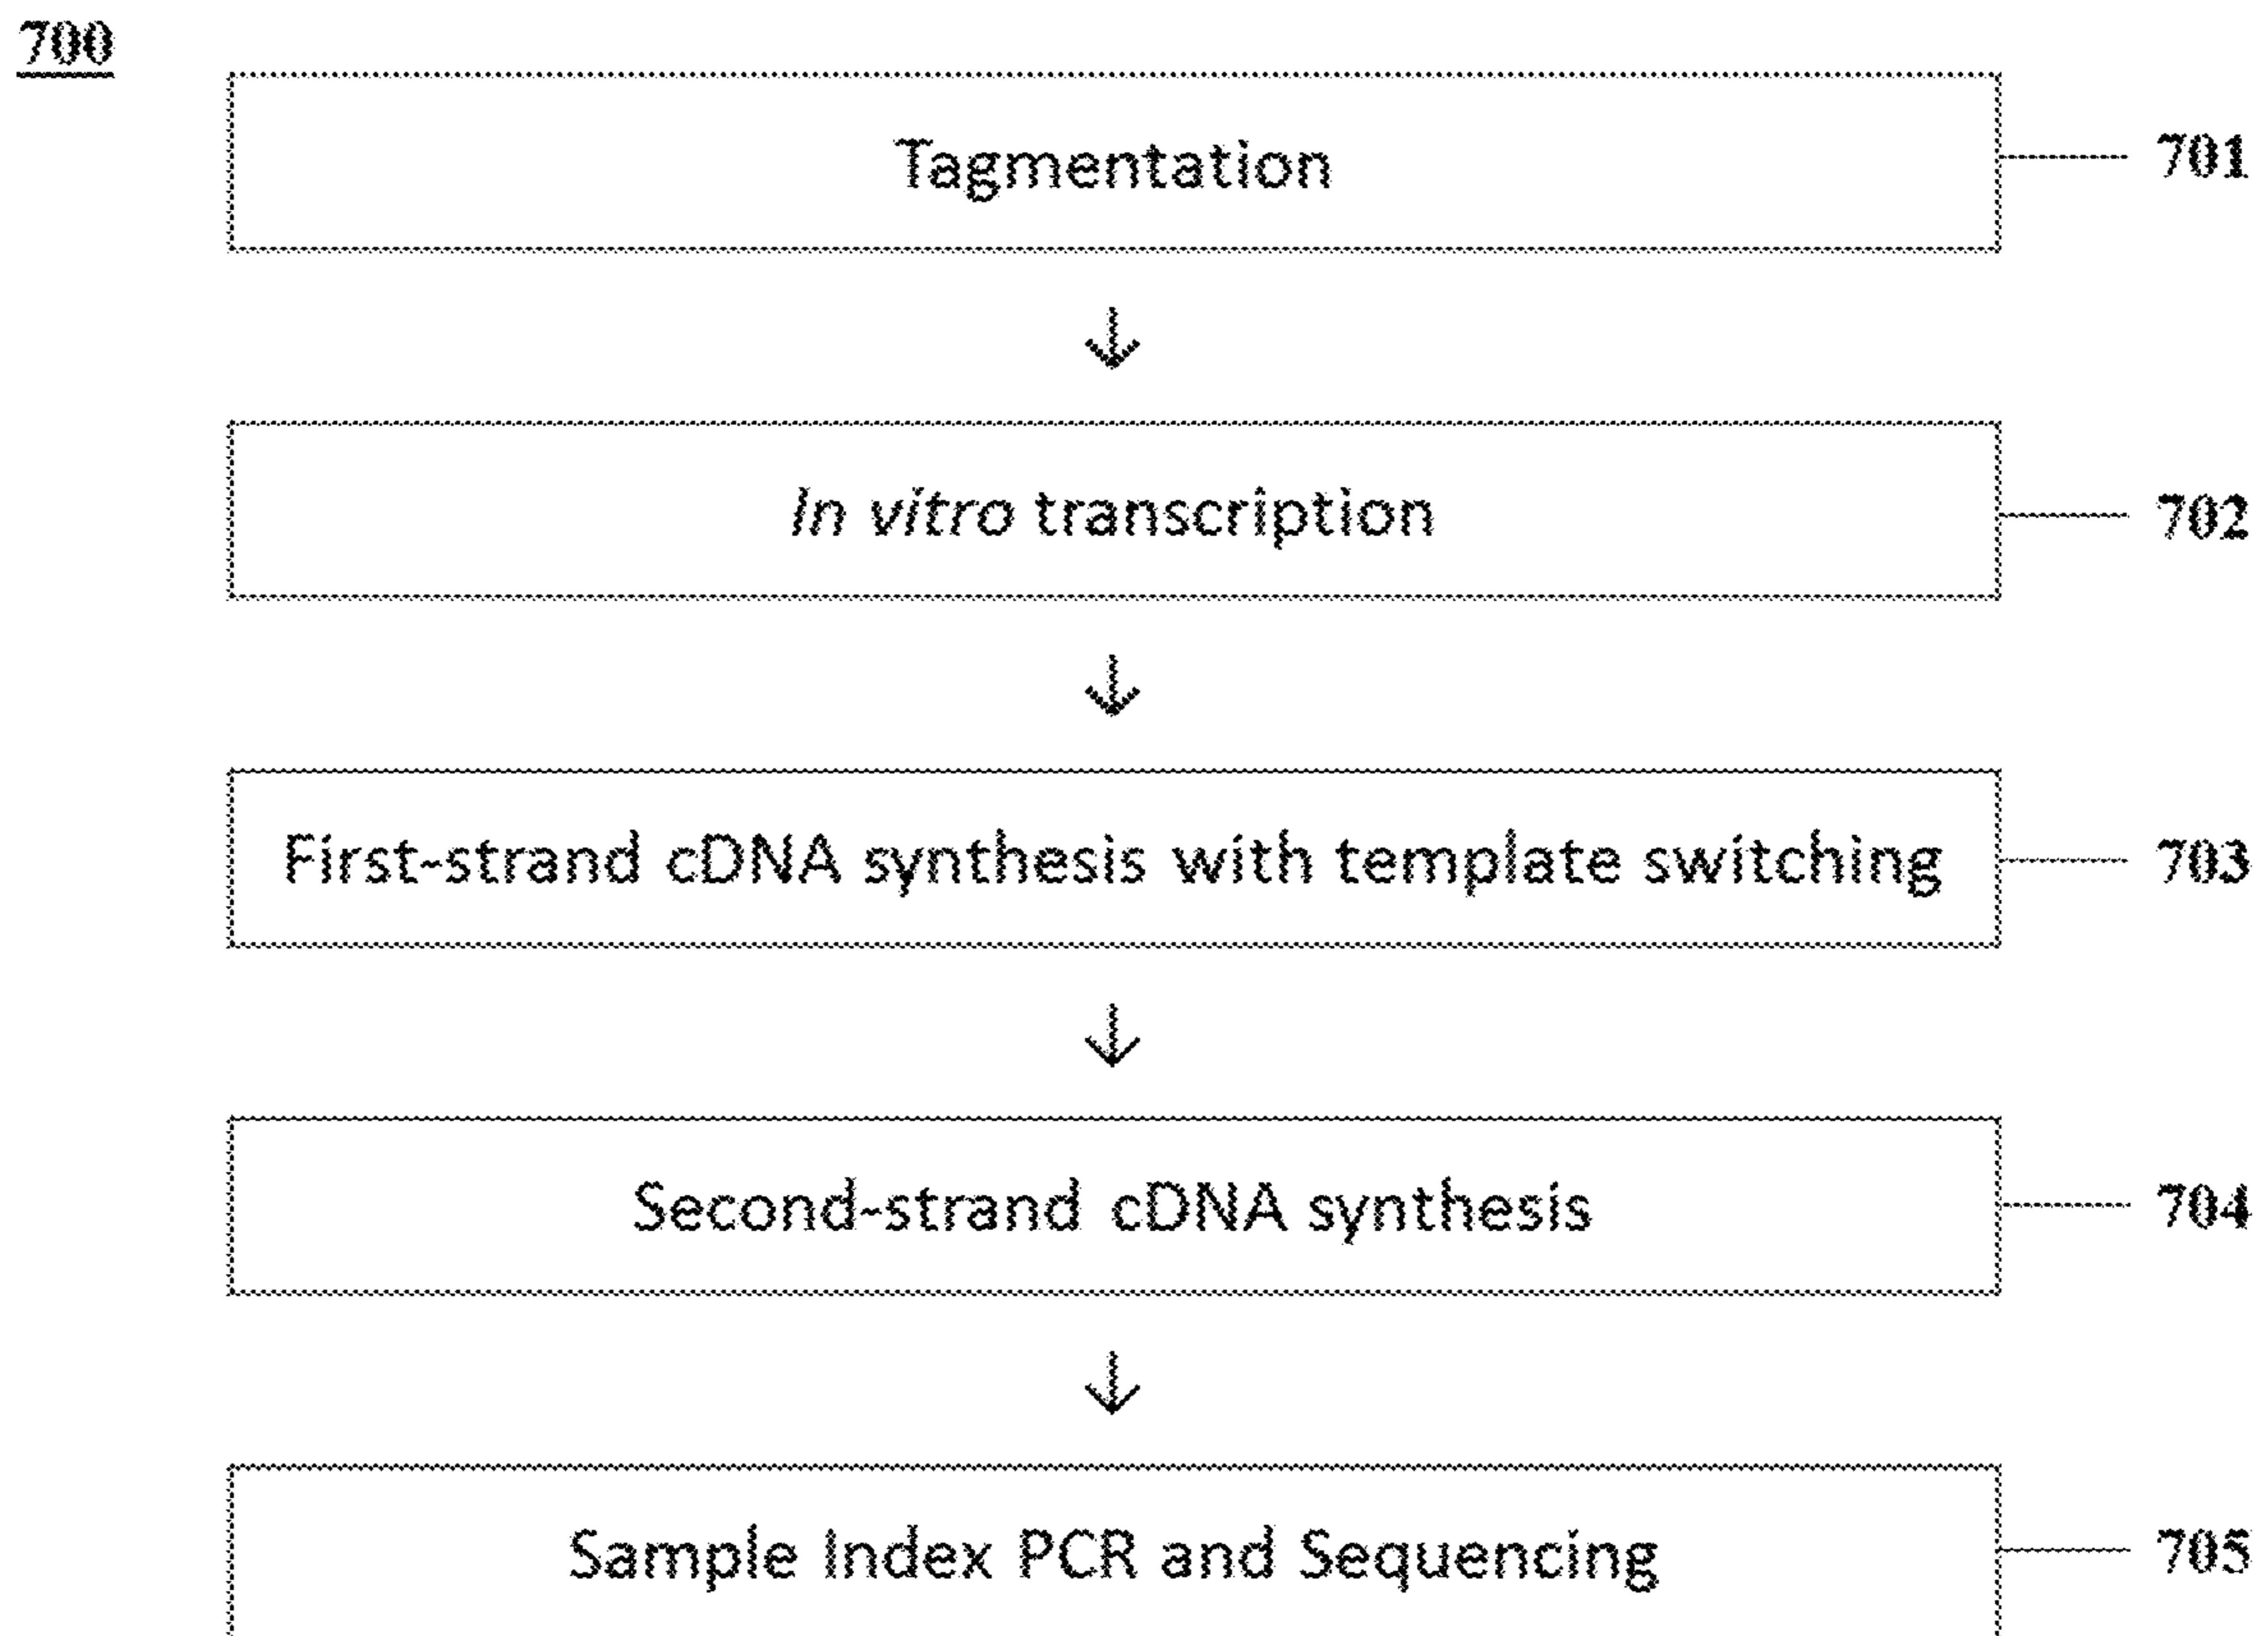 700
Tagmentation
701
In vitro transcription
702
First-strand cDNA synthesis with template switching
703
Second-strand cDNA synthesis
704
Sample Index PCR and Sequencing
705